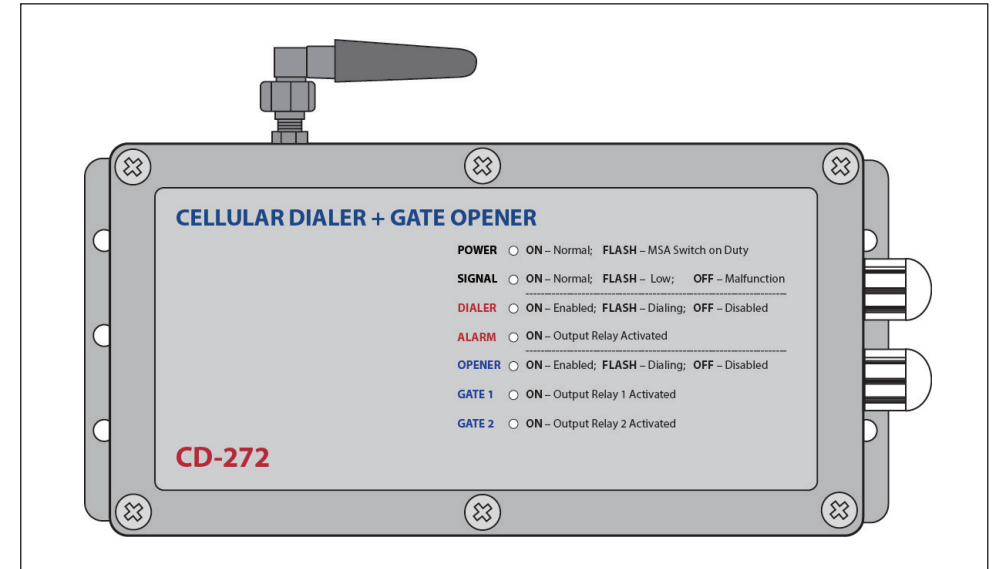 CELLULAR DIALER + GATE OPENER
POWER ON – Normal; FLASH – MSA Switch on Duty
SIGNAL ON – Normal; FLASH – Low; OFF – Malfunction
DIALER ON – Enabled; FLASH – Dialing; OFF – Disabled
ALARM ON – Output Relay Activated
OPENER ON – Enabled; FLASH – Dialing; OFF – Disabled
GATE 1 ON – Output Relay 1 Activated
GATE 2 ON – Output Relay 2 Activated
CD-272